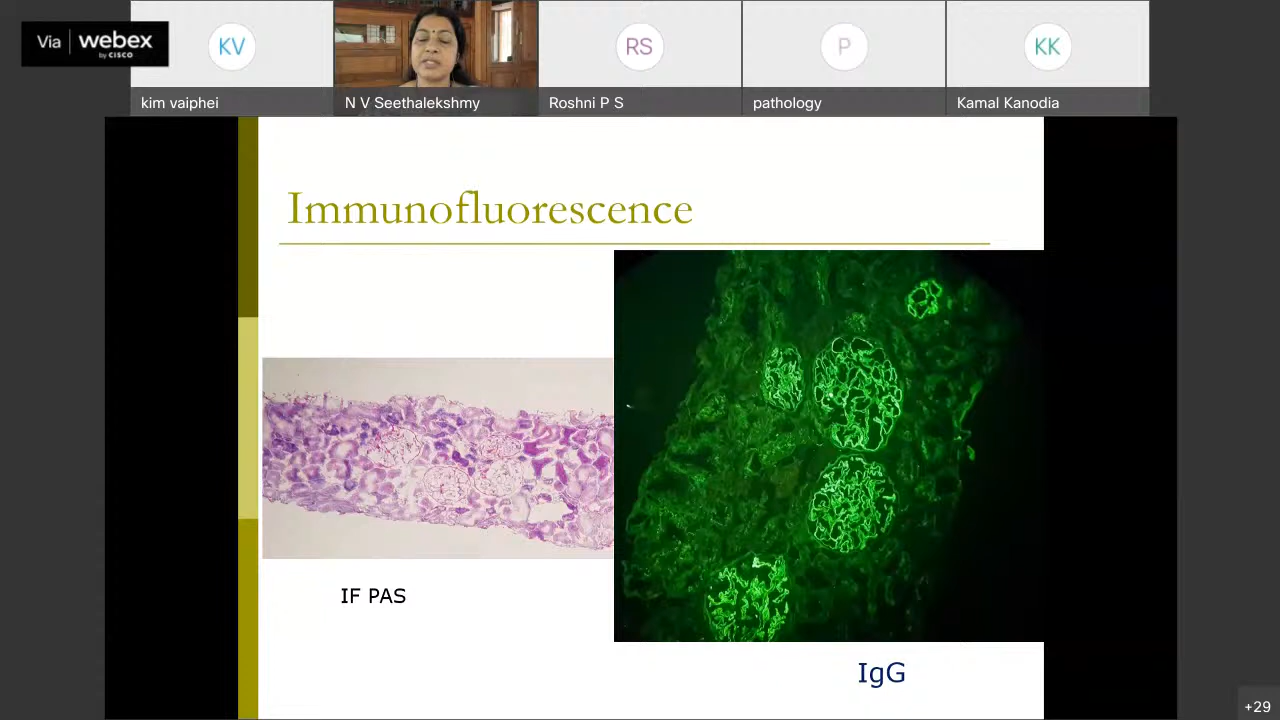 Via webex
by CISCO
KV
RS
P
KK
kim vaiphei
N V Seethalekshmy
Roshni P S
pathology
Kamal Kanodia
Immunofluorescence
IF PAS
IgG
+29